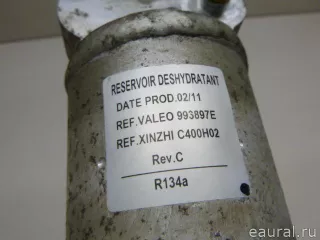 RESERVOIR DESHYDRATANT
DATE PROD.02/11
REF.VALEO 993897E
REF.XINZHI C400H02
Rev.C
R134a
eaural.ru